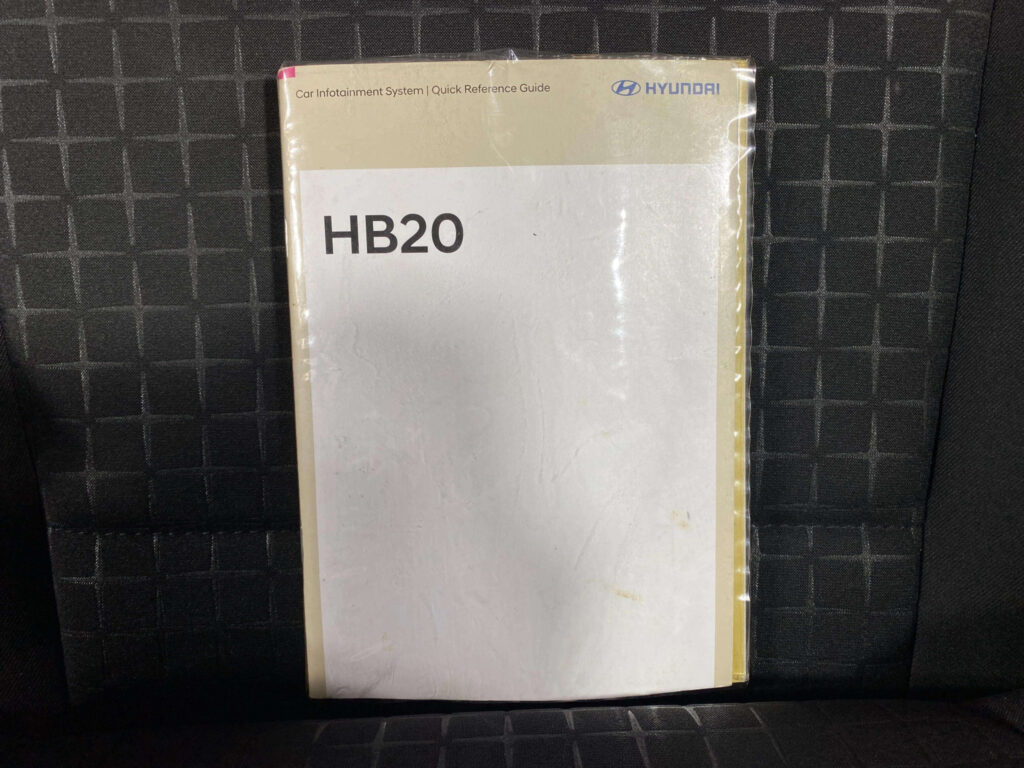 Car Infotainment System | Quick Reference Guide
HYUNDAI
HB20